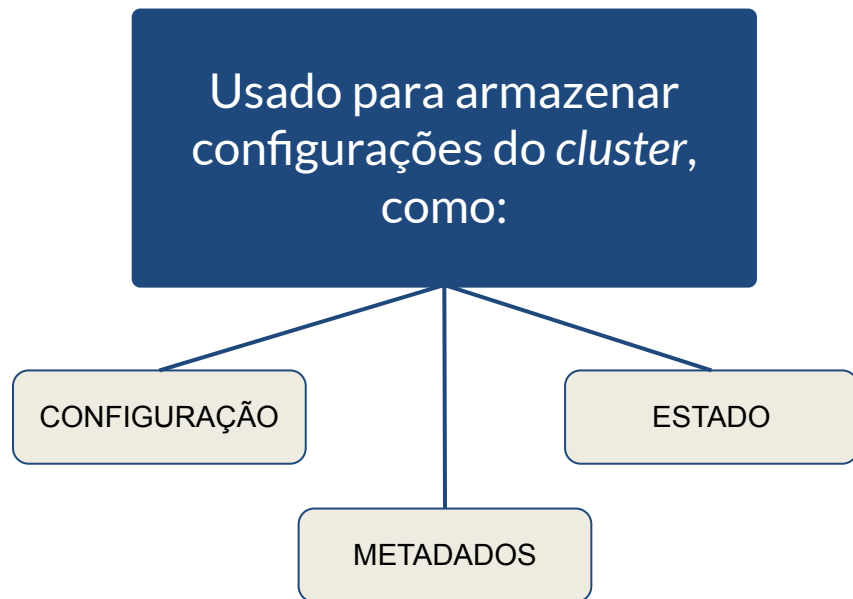 Usado para armazenar
configurações do cluster,
como:
CONFIGURAÇÃO
ESTADO
METADADOS